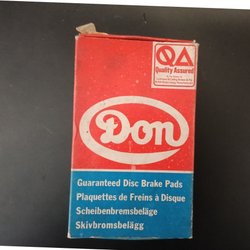 QA
Quality Assured
Don
Guaranteed Disc Brake Pads
Plaquettes de Freins à Disque
Scheibenbremsbeläge
Skivbromsbelägg